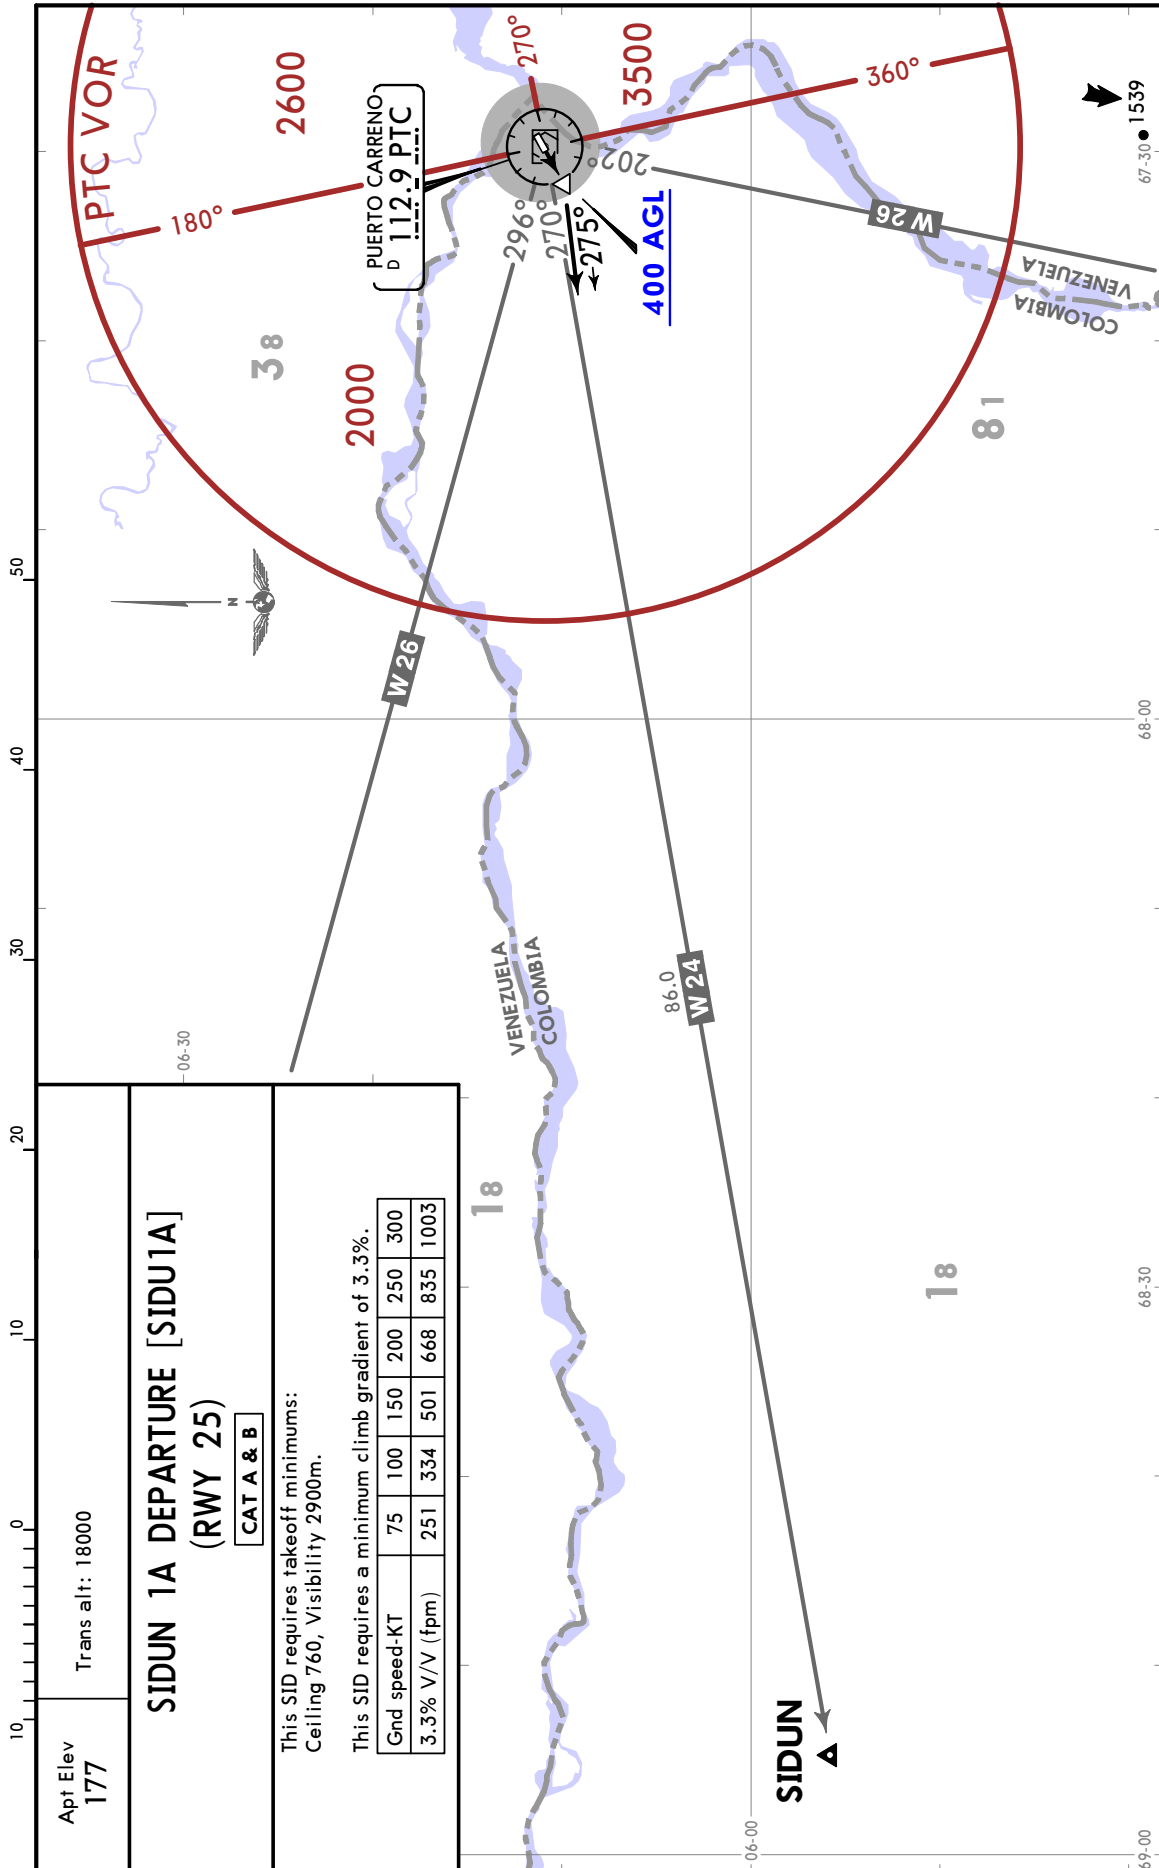 10 0 10 20 30 40 50
Apt Elev
177
Trans alt: 18000
SIDUN 1A DEPARTURE [SIDU1A]
(RWY 25)
CAT A & B
This SID requires takeoff minimums:
Ceiling 760, Visibility 2900m.
This SID requires a minimum climb gradient of 3.3%.
Gnd speed-KT 75 100 150 200 250 300
3.3% V/V (fpm) 251 334 501 668 835 1003
06-30
N
PTC VOR
180°
2600
38
2000
PUERTO CARRENO
D 112.9 PTC
270°
3500
360°
296°
270°
275°
202°
400 AGL
W 26
W 26
VENEZUELA
COLOMBIA
VENEZUELA
COLOMBIA
86.0
W 24
18
18
81
SIDUN
06-00
1539
67-30
68-00
68-30
69-00